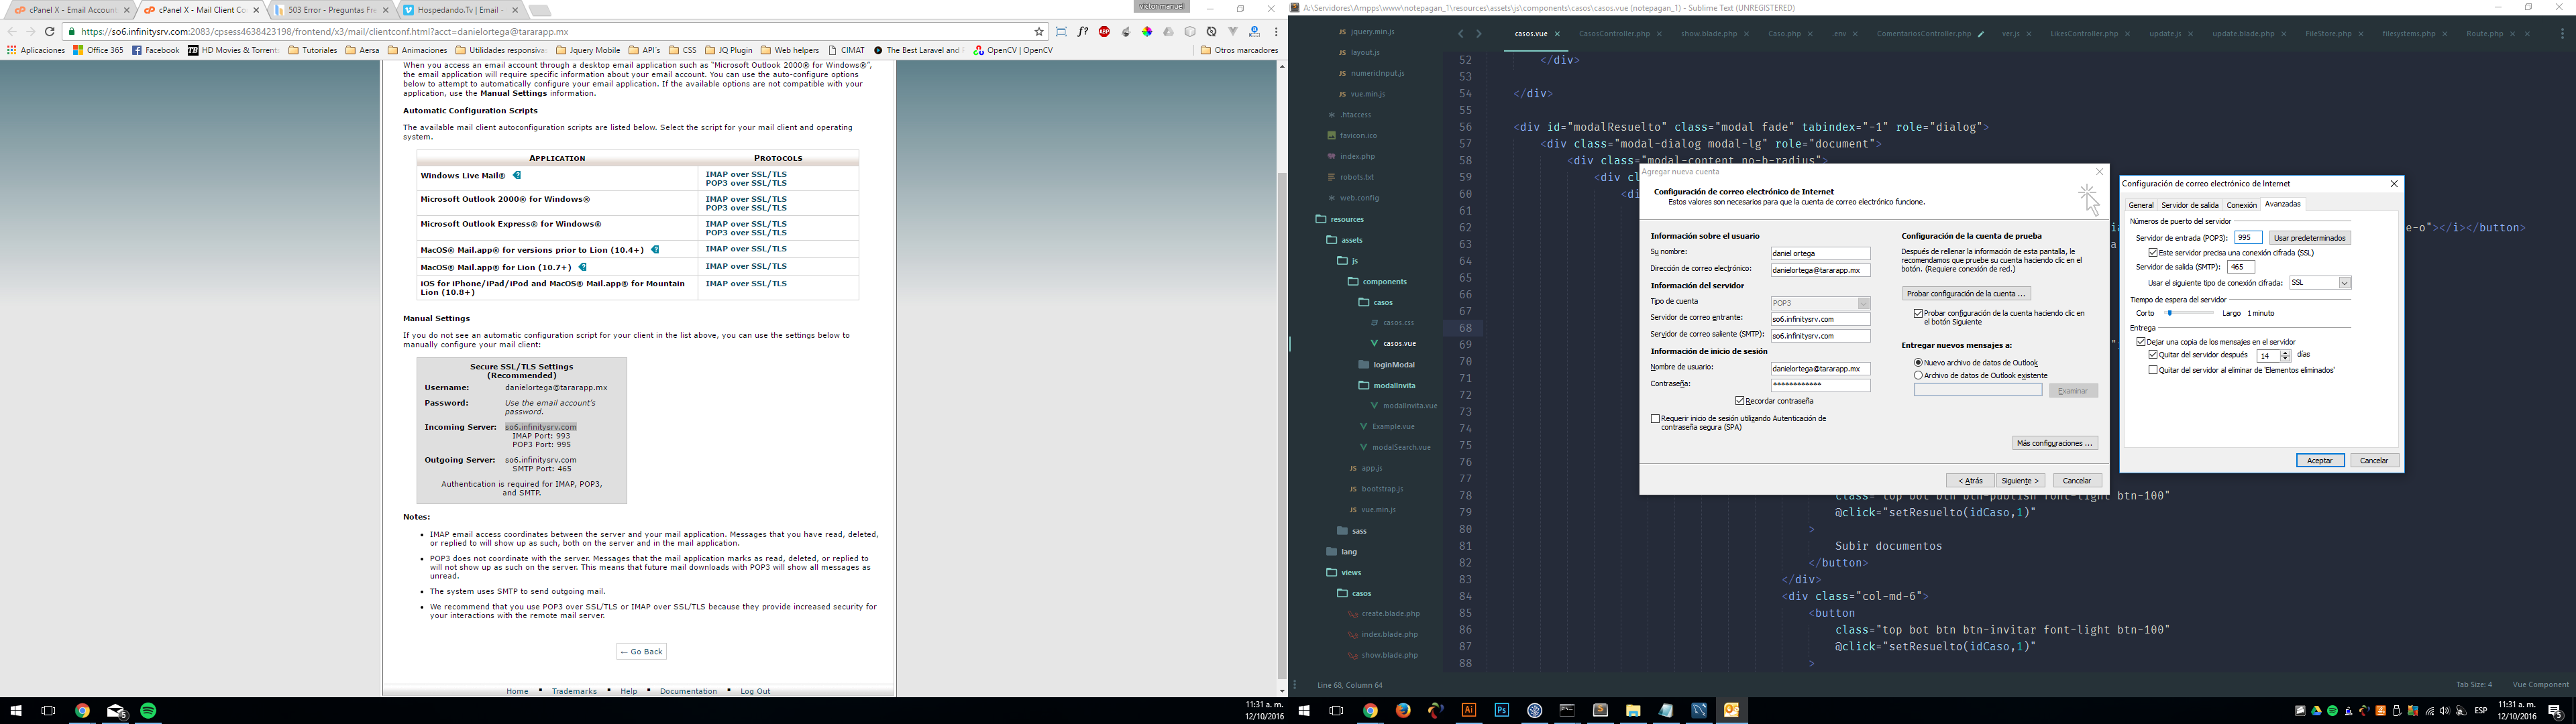 cPanel X - Email Account
cPanel X - Mail Client Co
503 Error - Preguntas Fre
Hospedando.Tv | Email -
victor manuel
https://so6.infinitysrv.com:2083/cpsess4638423198/frontend/x3/mail/clientconf.html?acct=danielortega@tararapp.mx
Aplicaciones
Office 365
Facebook
HD Movies & Torrents
Tutoriales
Aersa
Animaciones
Utilidades responsivas
Jquery Mobile
API's
CSS
JQ Plugin
Web helpers
CIMAT
The Best Laravel and
OpenCV | OpenCV
Otros marcadores
When you access an email account through a desktop email application such as "Microsoft Outlook 2000® for Windows®",
the email application will require specific information about your email account. You can use the auto-configure options
below to attempt to automatically configure your email application. If the available options are not compatible with your
application, use the Manual Settings information.
Automatic Configuration Scripts
The available mail client autoconfiguration scripts are listed below. Select the script for your mail client and operating
system.
Application Protocols
Windows Live Mail® IMAP over SSL/TLS
POP3 over SSL/TLS
Microsoft Outlook 2000® for Windows® IMAP over SSL/TLS
POP3 over SSL/TLS
Microsoft Outlook Express® for Windows® IMAP over SSL/TLS
POP3 over SSL/TLS
MacOS® Mail.app® for versions prior to Lion (10.4+) IMAP over SSL/TLS
MacOS® Mail.app® for Lion (10.7+) IMAP over SSL/TLS
iOS for iPhone/iPad/iPod and MacOS® Mail.app® for Mountain IMAP over SSL/TLS
Lion (10.8+)
Manual Settings
If you do not see an automatic configuration script for your client in the list above, you can use the settings below to
manually configure your mail client:
Secure SSL/TLS Settings
(Recommended)
Username: danielortega@tararapp.mx
Password: Use the email account's
password.
Incoming Server: so6.infinitysrv.com
IMAP Port: 993
POP3 Port: 995
Outgoing Server: so6.infinitysrv.com
SMTP Port: 465
Authentication is required for IMAP, POP3,
and SMTP.
Notes:
• IMAP email access coordinates between the server and your mail application. Messages that you have read, deleted,
or replied to will show up as such, both on the server and in the mail application.
• POP3 does not coordinate with the server. Messages that the mail application marks as read, deleted, or replied to
will not show up as such on the server. This means that future mail downloads with POP3 will show all messages as
unread.
• The system uses SMTP to send outgoing mail.
• We recommend that you use POP3 over SSL/TLS or IMAP over SSL/TLS because they provide increased security for
your interactions with the remote mail server.
← Go Back
Home ▪ Trademarks ▪ Help ▪ Documentation ▪ Log Out
5
11:31 a. m.
12/10/2016
A:\Servidores\Ampps\www\notepagan_1\resources\assets\js\components\casos\casos.vue (notepagan_1) - Sublime Text (UNREGISTERED)
jquery.min.js
layout.js
numericInput.js
vue.min.js
.htaccess
favicon.ico
index.php
robots.txt
web.config
resources
assets
js
components
casos
casos.css
casos.vue
loginModal
modalInvita
modalInvita.vue
Example.vue
modalSearch.vue
app.js
bootstrap.js
vue.min.js
sass
lang
views
casos
create.blade.php
index.blade.php
show.blade.php
casos.vue
CasosController.php
show.blade.php
Caso.php
.env
ComentariosController.php
ver.js
LikesController.php
update.js
update.blade.php
FileStore.php
filesystems.php
Route.php
52 </div>
53
54 </div>
55
56 <div id="modalResuelto" class="modal fade" tabindex="-1" role="dialog">
57 <div class="modal-dialog modal-lg" role="document">
58 <div class="modal-content no-b-radius">
59 <div cl
60 <di
61
62 e-o"></i></button>
63
64
65
66
67
68
69
70
71
72
73
74
75
76
77
78 class="top bot btn btn-publish font-light btn-100"
79 @click="setResuelto(idCaso,1)"
80 >
81 Subir documentos
82 </button>
83 </div>
84 <div class="col-md-6">
85 <button
86 class="top bot btn btn-invitar font-light btn-100"
87 @click="setResuelto(idCaso,1)"
88 >
Agregar nueva cuenta
Configuración de correo electrónico de Internet
Estos valores son necesarios para que la cuenta de correo electrónico funcione.
Información sobre el usuario
Su nombre: daniel ortega
Dirección de correo electrónico: danielortega@tararapp.mx
Información del servidor
Tipo de cuenta POP3
Servidor de correo entrante: so6.infinitysrv.com
Servidor de correo saliente (SMTP): so6.infinitysrv.com
Información de inicio de sesión
Nombre de usuario: danielortega@tararapp.mx
Contraseña: ************
Recordar contraseña
Requerir inicio de sesión utilizando Autenticación de
contraseña segura (SPA)
Configuración de la cuenta de prueba
Después de rellenar la información de esta pantalla, le
recomendamos que pruebe su cuenta haciendo clic en el
botón. (Requiere conexión de red.)
Probar configuración de la cuenta ...
Probar configuración de la cuenta haciendo clic en
el botón Siguiente
Entregar nuevos mensajes a:
Nuevo archivo de datos de Outlook
Archivo de datos de Outlook existente
Examinar
Más configuraciones ...
< Atrás
Siguiente >
Cancelar
Configuración de correo electrónico de Internet
General
Servidor de salida
Conexión
Avanzadas
Números de puerto del servidor
Servidor de entrada (POP3): 995 Usar predeterminados
Este servidor precisa una conexión cifrada (SSL)
Servidor de salida (SMTP): 465
Usar el siguiente tipo de conexión cifrada: SSL
Tiempo de espera del servidor
Corto Largo 1 minuto
Entrega
Dejar una copia de los mensajes en el servidor
Quitar del servidor después 14 días
Quitar del servidor al eliminar de 'Elementos eliminados'
Aceptar
Cancelar
Line 68, Column 64
Tab Size: 4
Vue Component
ESP
11:31 a. m.
12/10/2016